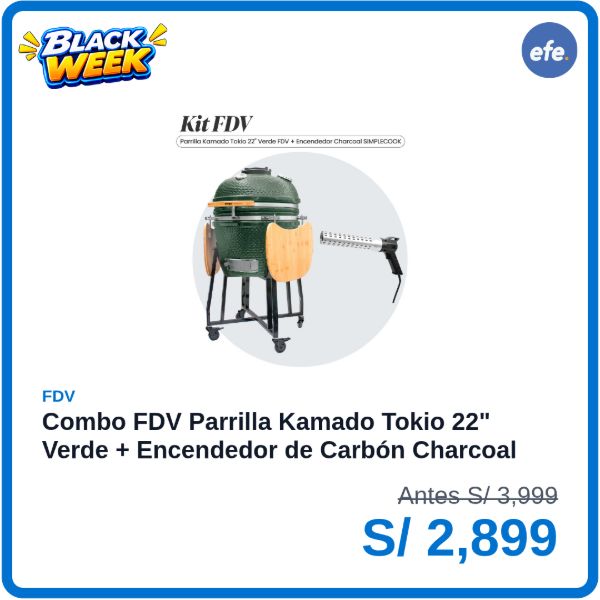 BLACK
WEEK
efe.
Kit FDV
Parrilla Kamado Tokio 22" Verde FDV + Encendedor Charcoal SIMPLECOOK
FDV
Combo FDV Parrilla Kamado Tokio 22"
Verde + Encendedor de Carbón Charcoal
Antes S/ 3,999
S/ 2,899